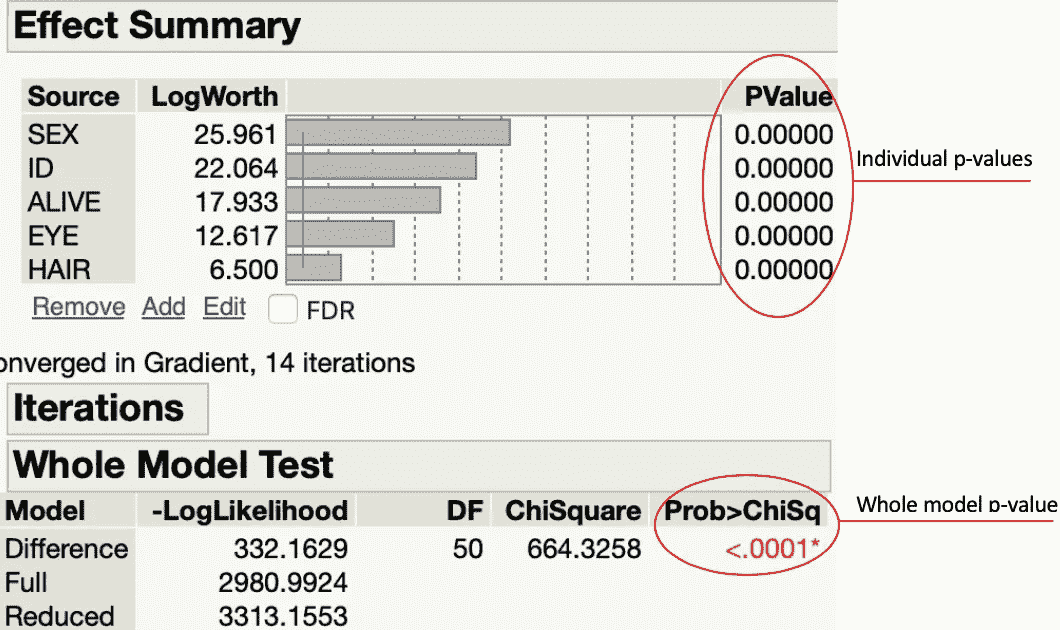 Effect Summary
Source LogWorth PValue
SEX 25.961 0.00000
ID 22.064 0.00000
ALIVE 17.933 0.00000
EYE 12.617 0.00000
HAIR 6.500 0.00000
Individual p-values
Remove Add Edit FDR
onverged in Gradient, 14 iterations
Iterations
Whole Model Test
Model -LogLikelihood DF ChiSquare Prob>ChiSq
Whole model p-value
Difference 332.1629 50 664.3258 <.0001*
Full 2980.9924
Reduced 3313.1553